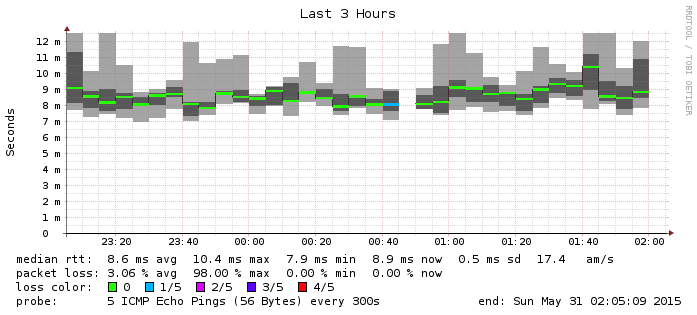 Last 3 Hours
RRDTOOL / TOBI OETIKER
Seconds
12 m
11 m
10 m
9 m
8 m
7 m
6 m
5 m
4 m
3 m
2 m
1 m
0
23:20 23:40 00:00 00:20 00:40 01:00 01:20 01:40 02:00
median rtt: 8.6 ms avg 10.4 ms max 7.9 ms min 8.9 ms now 0.5 ms sd 17.4 am/s
packet loss: 3.06 % avg 98.00 % max 0.00 % min 0.00 % now
loss color: 0 1/5 2/5 3/5 4/5
probe: 5 ICMP Echo Pings (56 Bytes) every 300s end: Sun May 31 02:05:09 2015